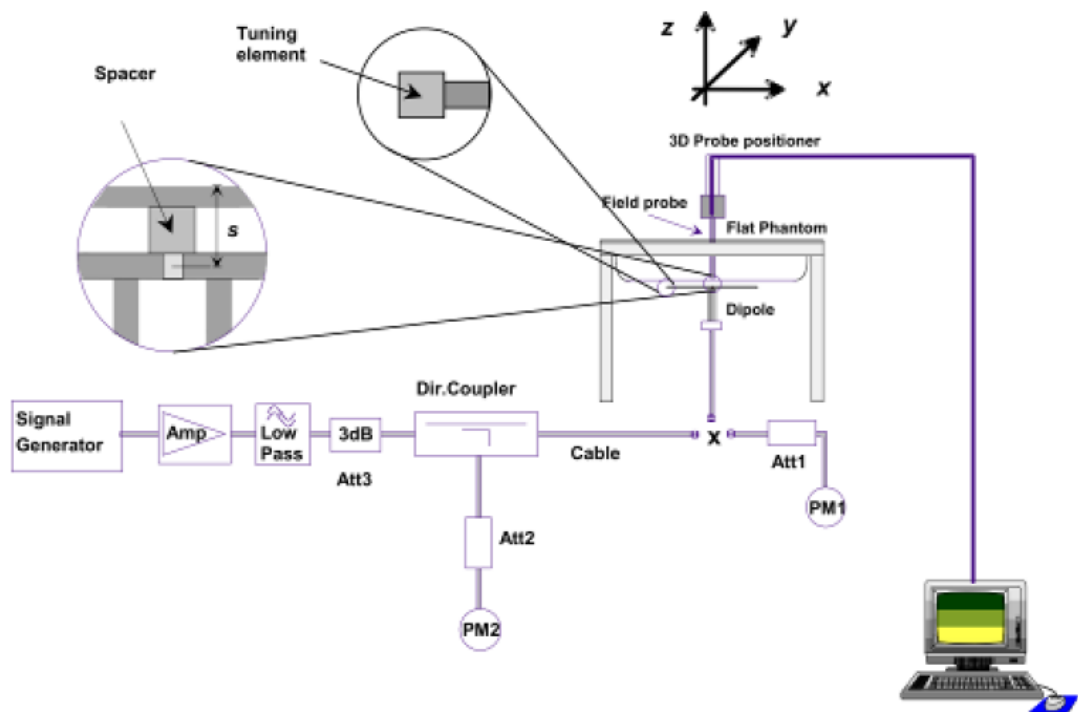 Tuning
element
Spacer
s
z
y
x
3D Probe positioner
Field probe
Flat Phantom
Dipole
Dir.Coupler
Signal
Generator
Amp
Low
Pass
3dB
Att3
Cable
x
Att1
PM1
Att2
PM2